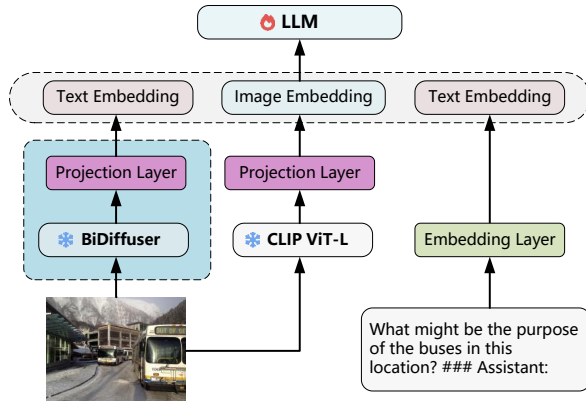 LLM
Text Embedding
Image Embedding
Text Embedding
Projection Layer
Projection Layer
BiDiffuser
CLIP ViT-L
Embedding Layer
What might be the purpose
of the buses in this
location? ### Assistant: